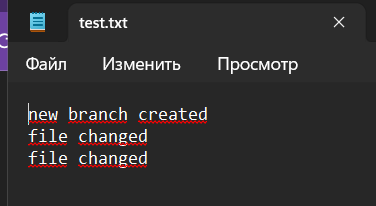 test.txt
Файл Изменить Просмотр
new branch created
file changed
file changed